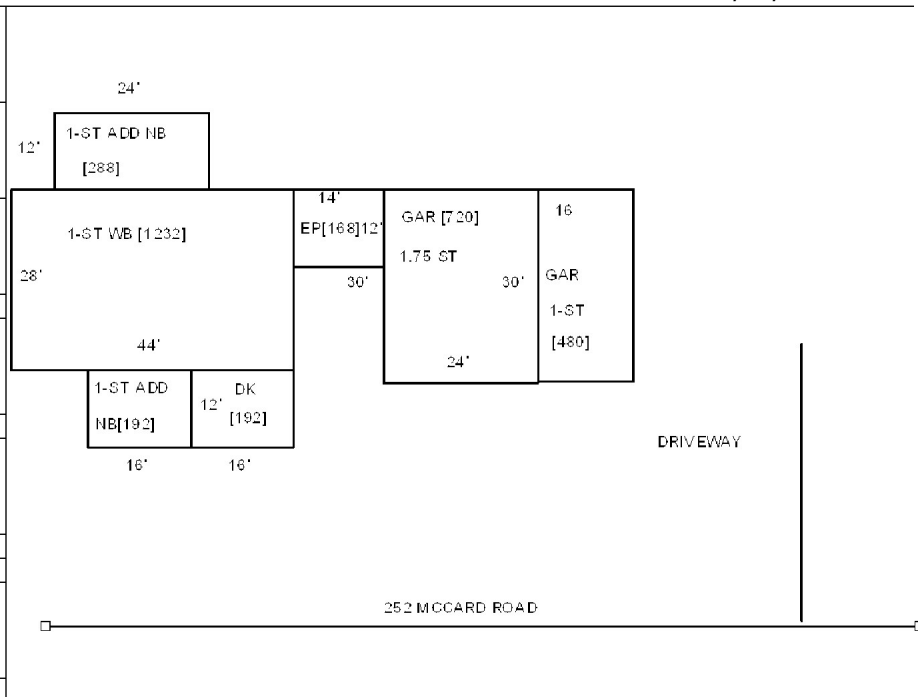 24'
12'
1-ST ADD NB
[288]
14'
GAR [720]
16
1-ST WB [1232]
EP[168]12'
1.75 ST
28'
30'
30'
GAR
1-ST
44'
[480]
24'
1-ST ADD
DK
12'
NB[192]
[192]
DRIVEWAY
16'
16'
252 MCCARD ROAD